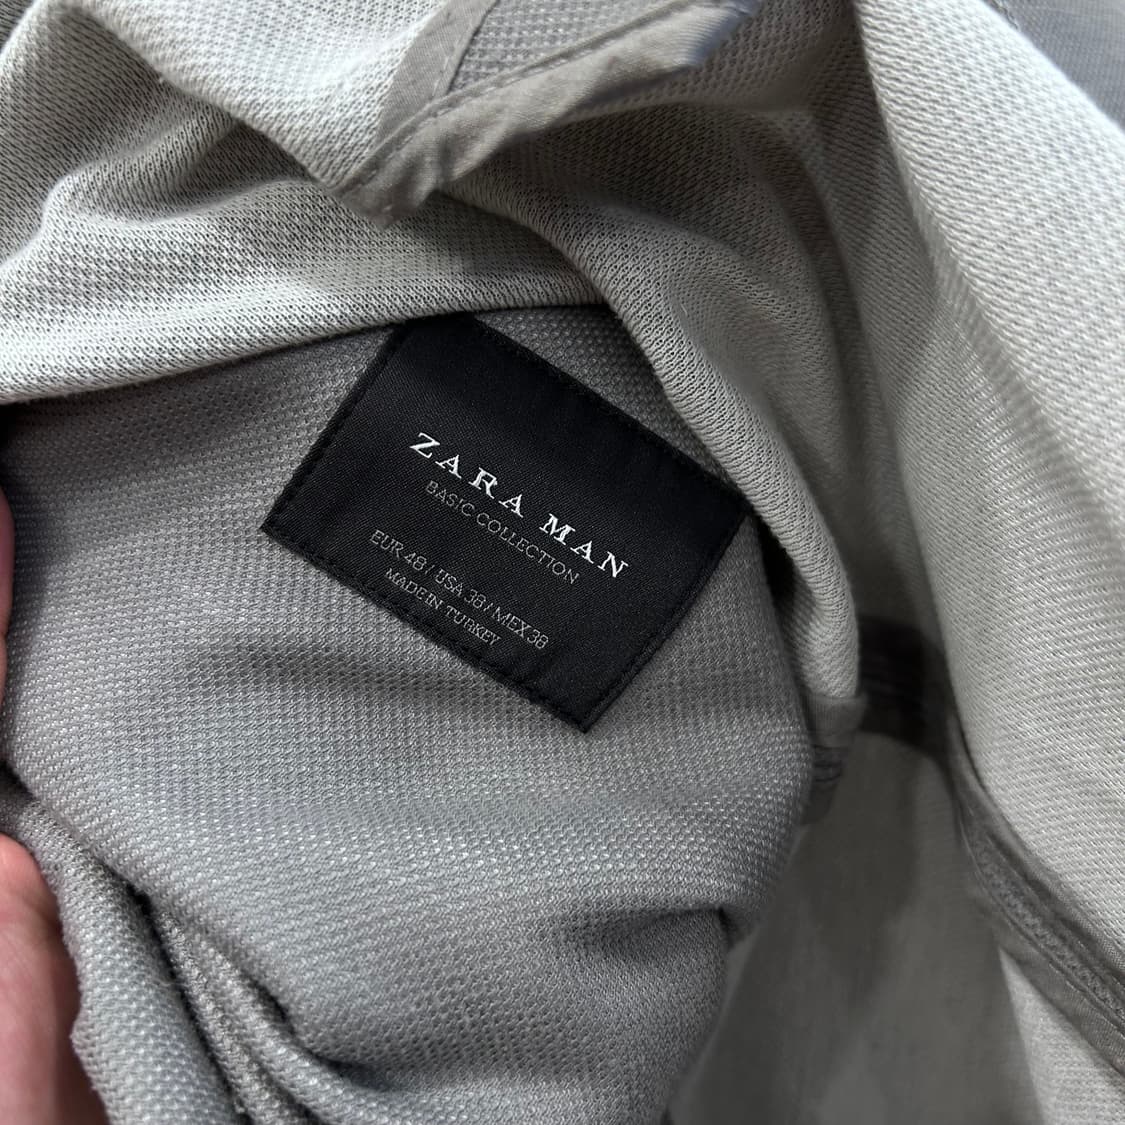 ZARA MAN
BASIC COLLECTION
EUR 48 / USA 38 / MEX 38
MADE IN TURKEY